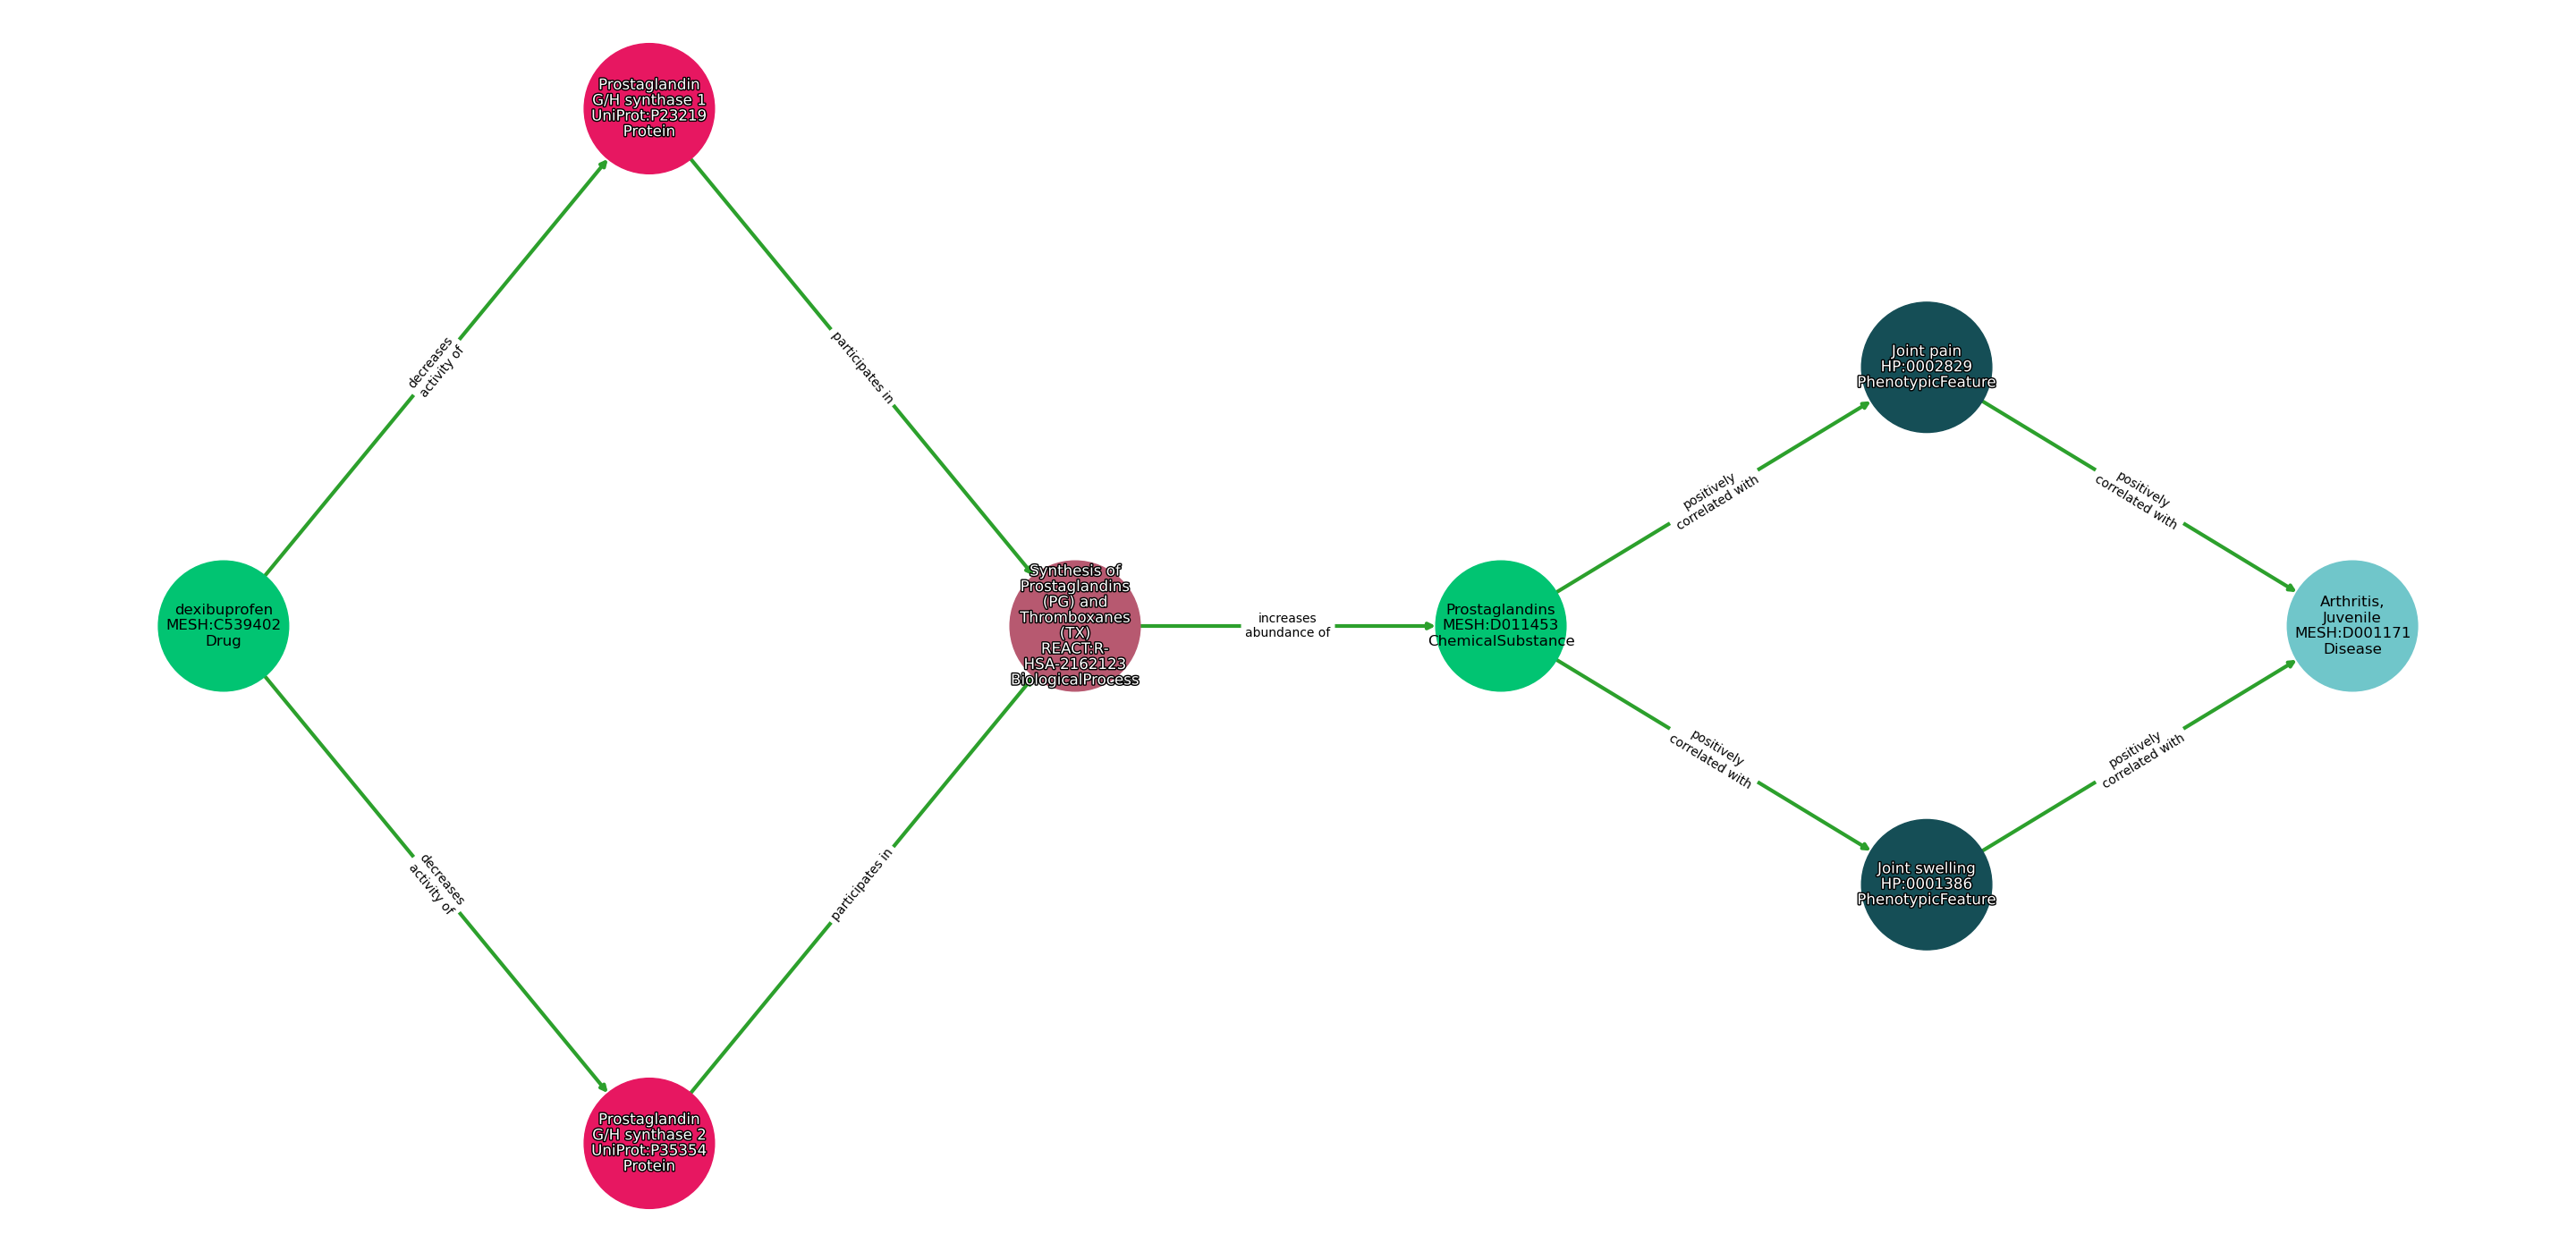 Prostaglandin
G/H synthase 1
UniProt:P23219
Protein
decreases
activity of
participates in
Joint pain
HP:0002829
PhenotypicFeature
positively
correlated with
positively
correlated with
dexibuprofen
MESH:C539402
Drug
Synthesis of
Prostaglandins
(PG) and
Thromboxanes
(TX)
REACT:R-
HSA-2162123
BiologicalProcess
increases
abundance of
Prostaglandins
MESH:D011453
ChemicalSubstance
Arthritis,
Juvenile
MESH:D001171
Disease
positively
correlated with
positively
correlated with
decreases
activity of
participates in
Joint swelling
HP:0001386
PhenotypicFeature
Prostaglandin
G/H synthase 2
UniProt:P35354
Protein